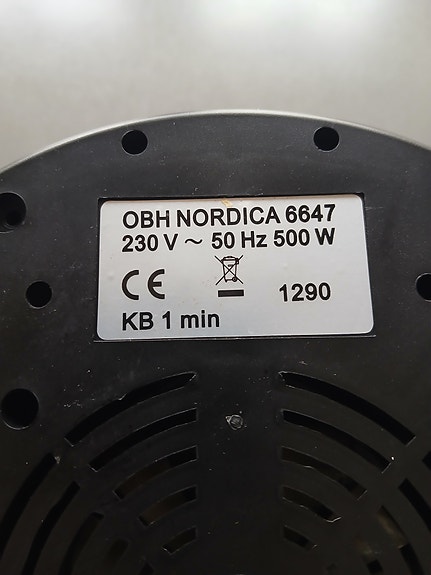 OBH NORDICA 6647
230 V ~ 50 Hz 500 W
CE 1290
KB 1 min